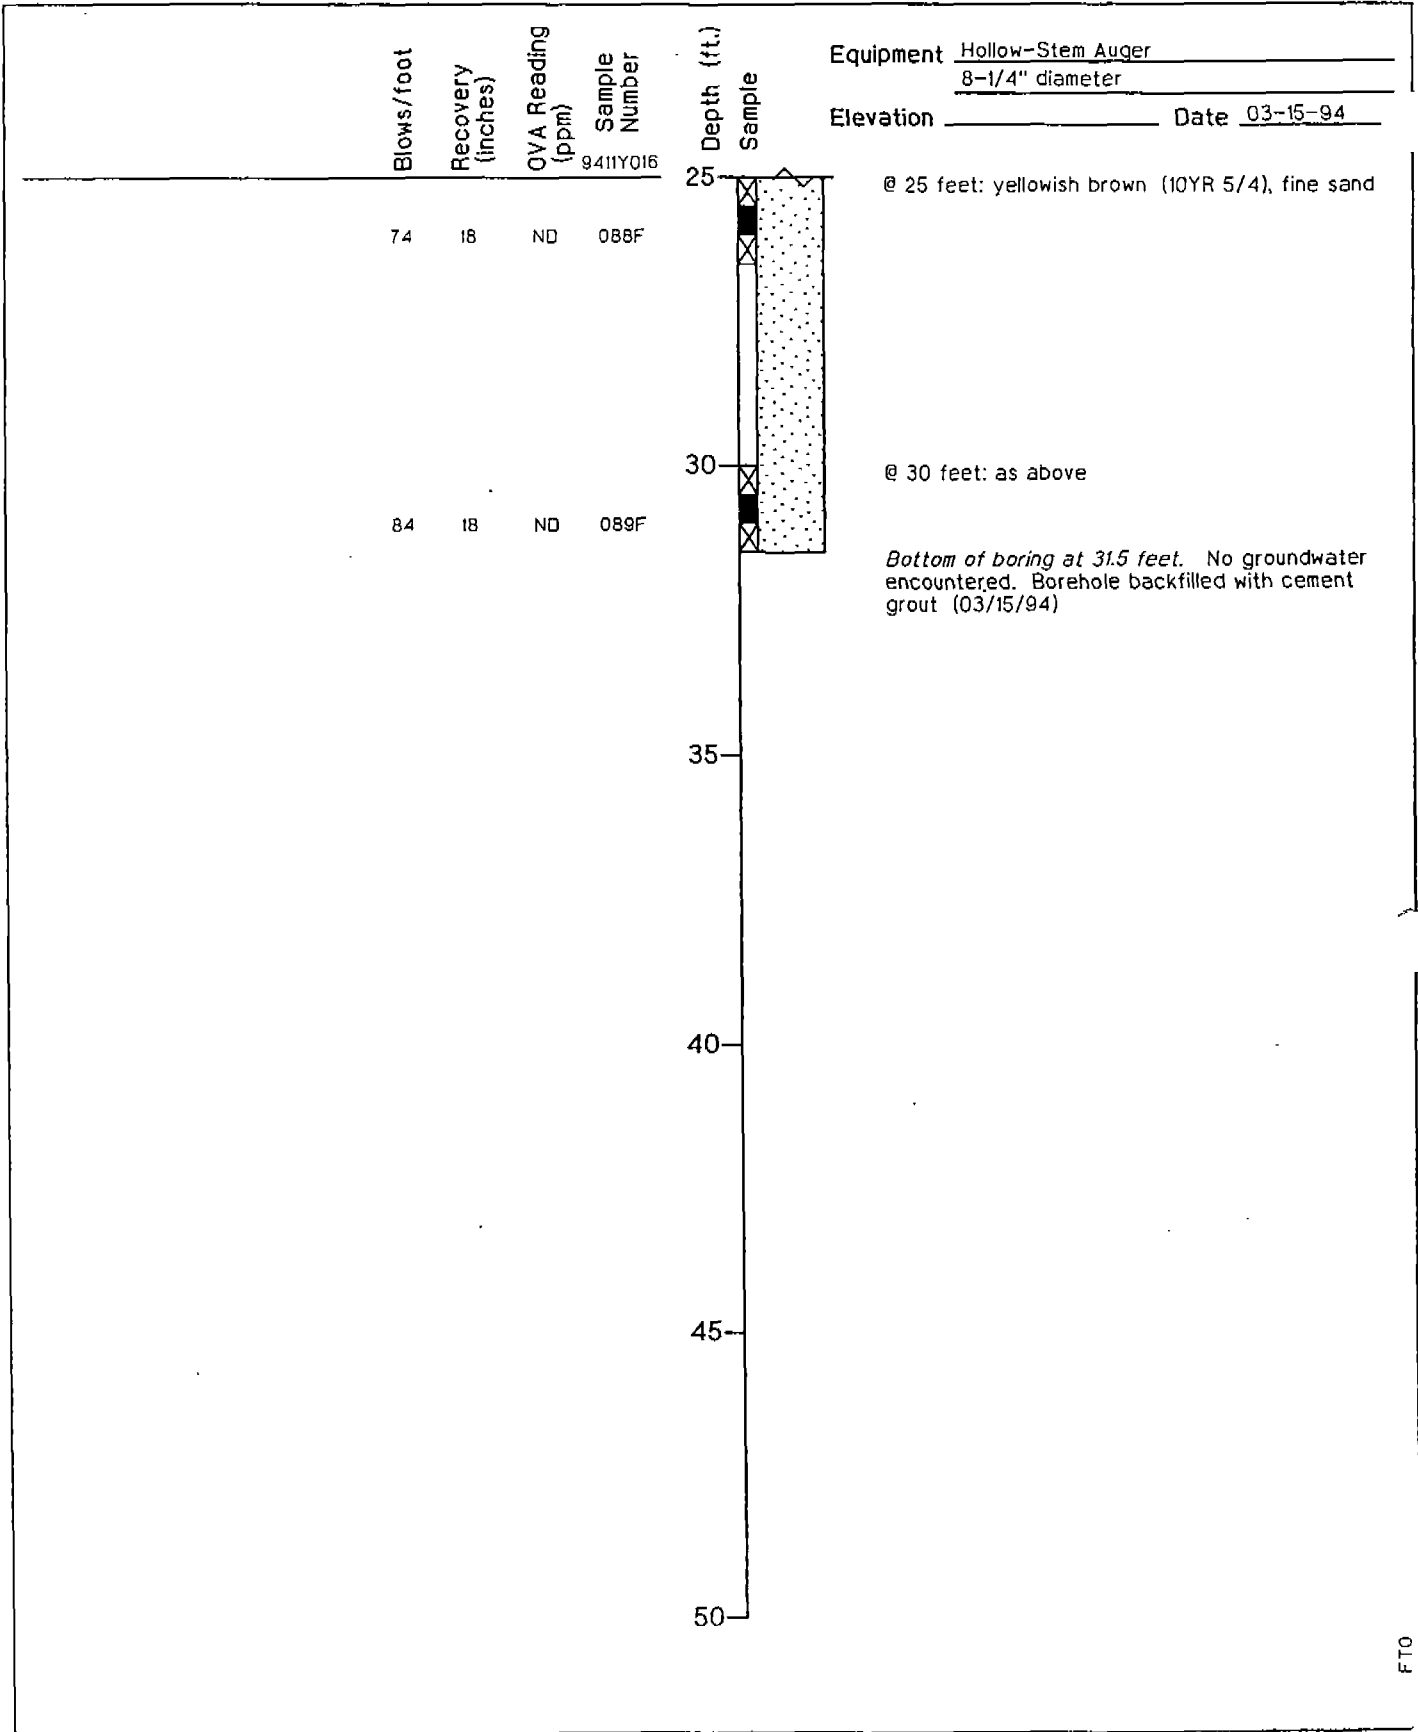 Blows/foot
Recovery
(inches)
OVA Reading
(ppm)
Sample
Number
9411Y016
Depth (ft.)
Sample
Equipment Hollow-Stem Auger
8-1/4" diameter
Elevation Date 03-15-94
25
@ 25 feet: yellowish brown (10YR 5/4), fine sand
74 18 ND 088F
30
@ 30 feet: as above
84 18 ND 089F
Bottom of boring at 31.5 feet. No groundwater
encountered. Borehole backfilled with cement
grout (03/15/94)
35
40
45
50
FTO